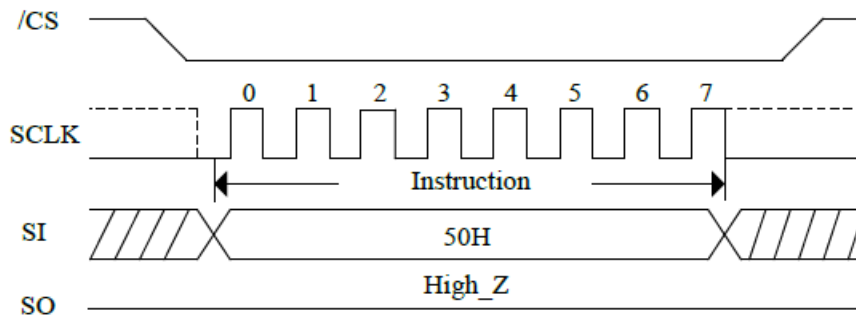 /CS
0 1 2 3 4 5 6 7
SCLK
Instruction
SI
50H
High_Z
SO